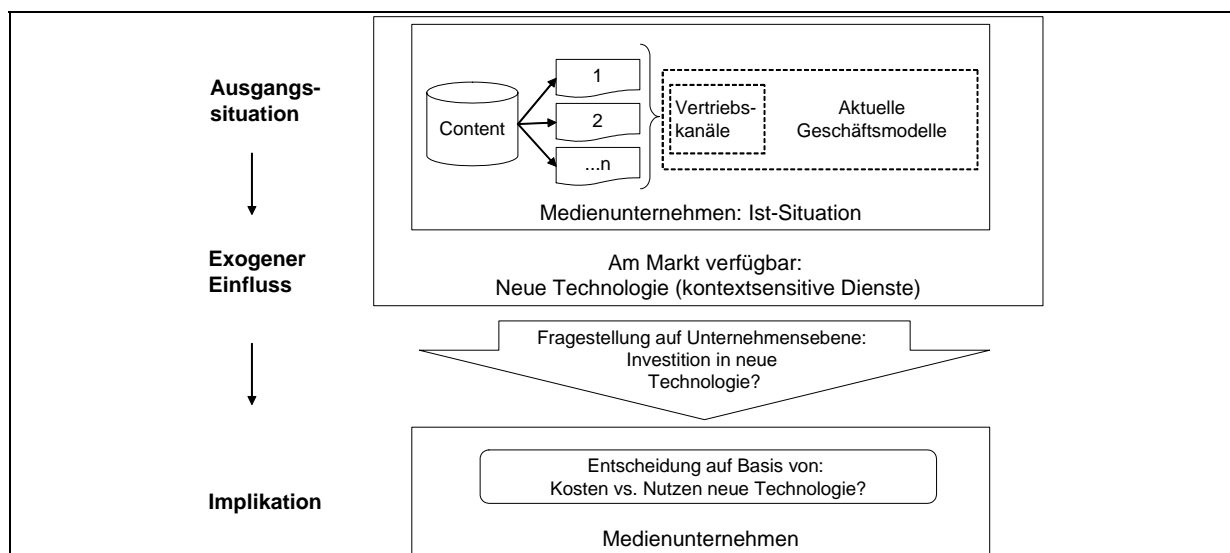 Ausgangs-
situation
Content
1
2
...n
Vertriebs-
kanäle
Aktuelle
Geschäftsmodelle
Medienunternehmen: Ist-Situation
Exogener
Einfluss
Am Markt verfügbar:
Neue Technologie (kontextsensitive Dienste)
Fragestellung auf Unternehmensebene:
Investition in neue
Technologie?
Implikation
Entscheidung auf Basis von:
Kosten vs. Nutzen neue Technologie?
Medienunternehmen